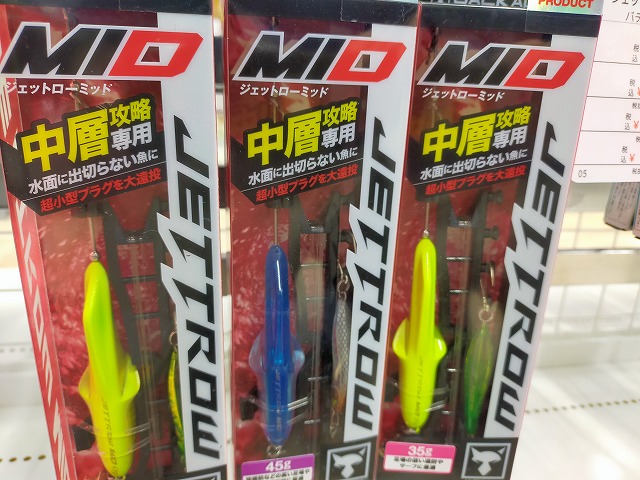 MID
ジェットローミッド
中層攻略専用
水面に出切らない魚に
超小型プラグを大遠投
JETTROW
MID
ジェットローミッド
中層攻略専用
水面に出切らない魚に
超小型プラグを大遠投
JETTROW
45g
MID
ジェットローミッド
中層攻略専用
水面に出切らない魚に
超小型プラグを大遠投
JETTROW
35g
PRODUCT
05